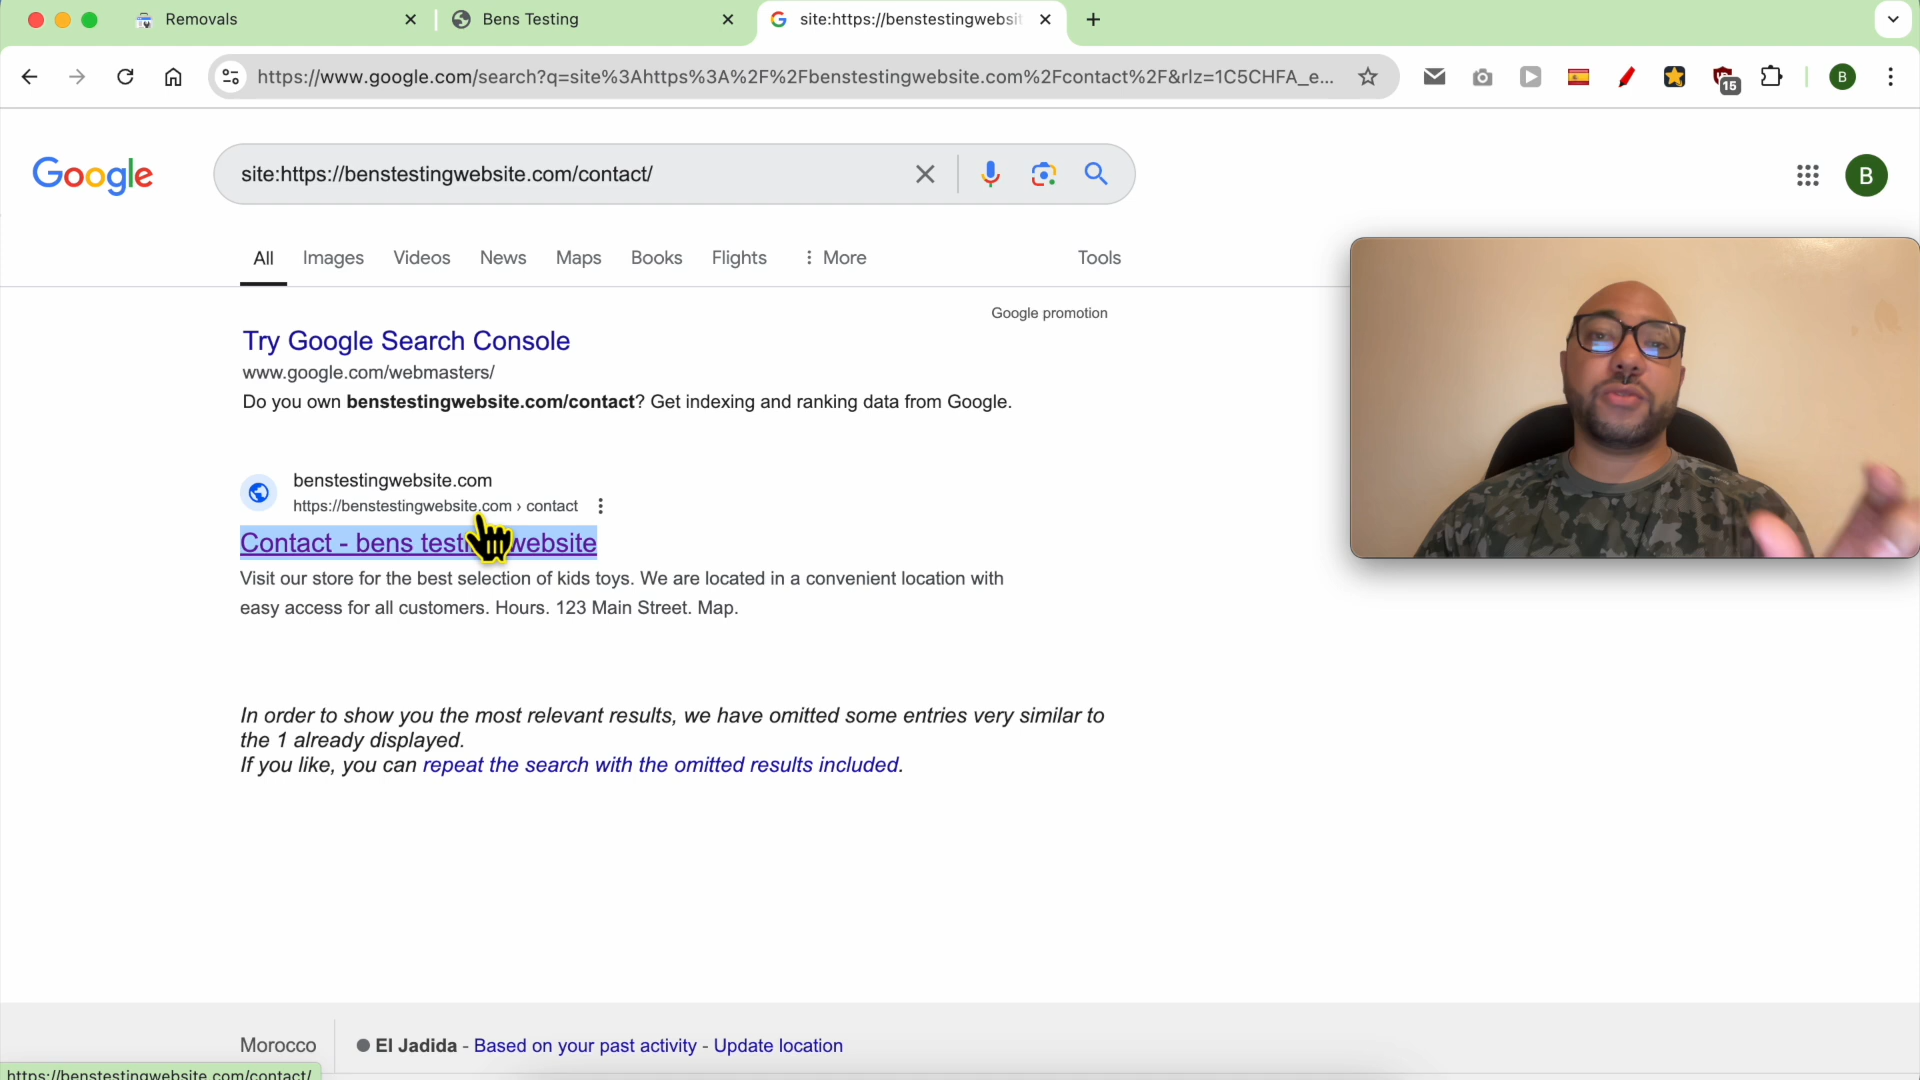 Removals
Bens Testing
site:https://benstestingwebsit
https://www.google.com/search?q=site%3Ahttps%3A%2F%2Fbenstestingwebsite.com%2Fcontact%2F&rlz=1C5CHFA_e...
15
B
Google
site:https://benstestingwebsite.com/contact/
B
All
Images
Videos
News
Maps
Books
Flights
More
Tools
Google promotion
Try Google Search Console
www.google.com/webmasters/
Do you own benstestingwebsite.com/contact? Get indexing and ranking data from Google.
benstestingwebsite.com
https://benstestingwebsite.com › contact
Contact - bens testing website
Visit our store for the best selection of kids toys. We are located in a convenient location with
easy access for all customers. Hours. 123 Main Street. Map.
In order to show you the most relevant results, we have omitted some entries very similar to
the 1 already displayed.
If you like, you can repeat the search with the omitted results included.
Morocco
El Jadida - Based on your past activity - Update location
https://benstestingwebsite.com/contact/